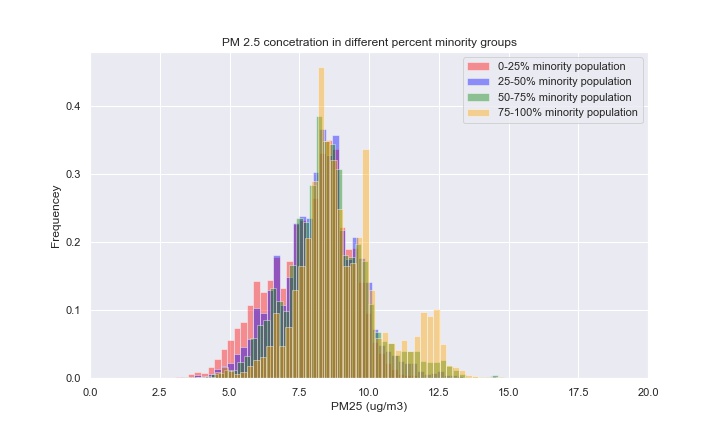 PM 2.5 concetration in different percent minority groups
0-25% minority population
25-50% minority population
50-75% minority population
75-100% minority population
Frequencey
0.4
0.3
0.2
0.1
0.0
0.0 2.5 5.0 7.5 10.0 12.5 15.0 17.5 20.0
PM25 (ug/m3)